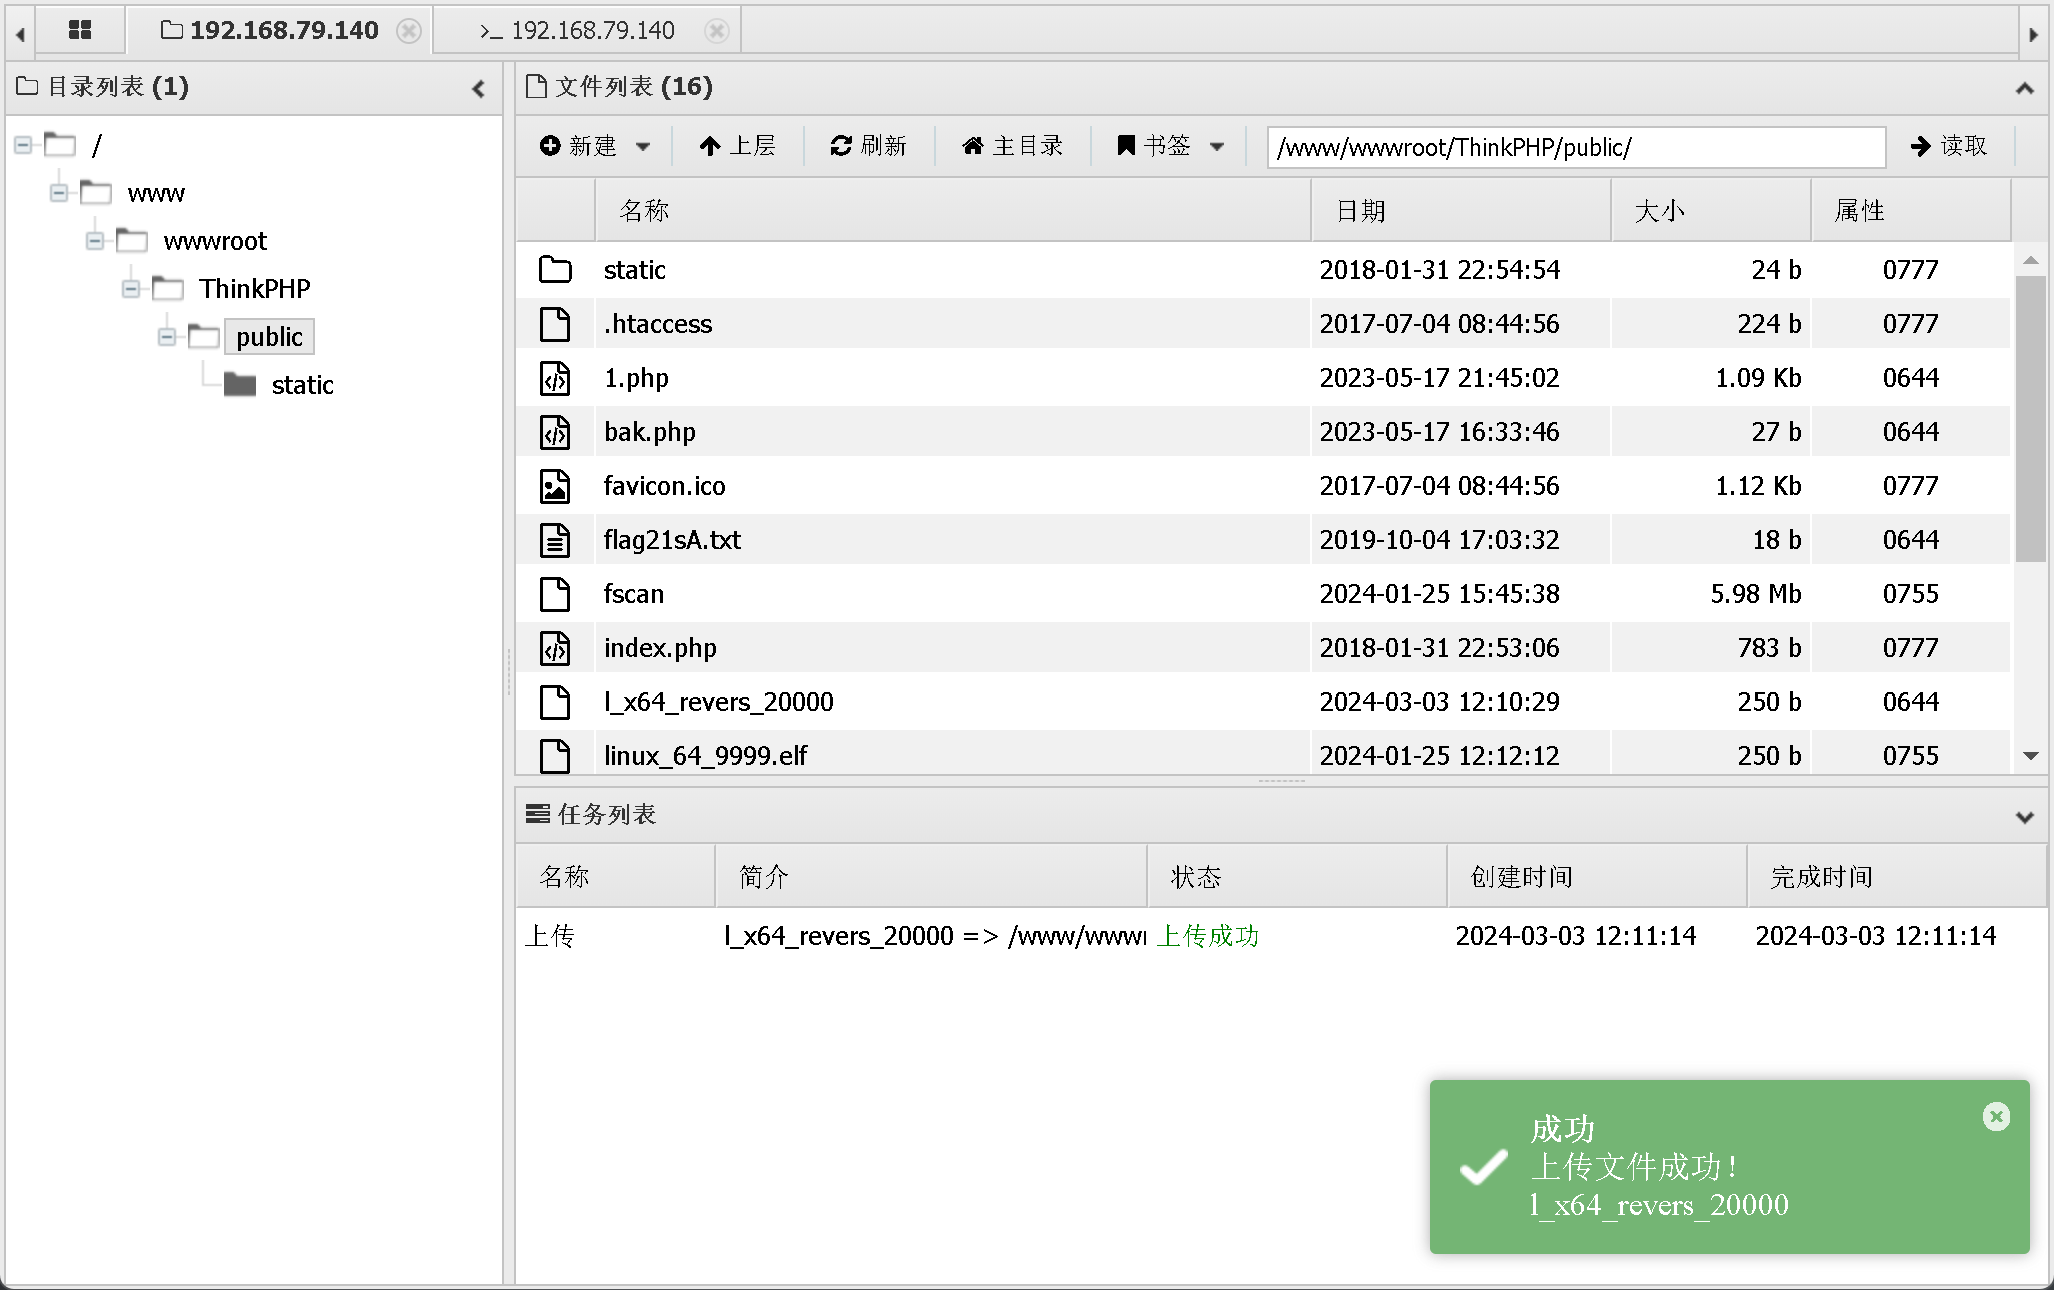 192.168.79.140
>_ 192.168.79.140
目录列表 (1)
/
www
wwwroot
ThinkPHP
public
static
文件列表 (16)
新建 上层 刷新 主目录 书签 /www/wwwroot/ThinkPHP/public/ 读取
名称 日期 大小 属性
static 2018-01-31 22:54:54 24 b 0777
.htaccess 2017-07-04 08:44:56 224 b 0777
1.php 2023-05-17 21:45:02 1.09 Kb 0644
bak.php 2023-05-17 16:33:46 27 b 0644
favicon.ico 2017-07-04 08:44:56 1.12 Kb 0777
flag21sA.txt 2019-10-04 17:03:32 18 b 0644
fscan 2024-01-25 15:45:38 5.98 Mb 0755
index.php 2018-01-31 22:53:06 783 b 0777
l_x64_revers_20000 2024-03-03 12:10:29 250 b 0644
linux_64_9999.elf 2024-01-25 12:12:12 250 b 0755
任务列表
名称 简介 状态 创建时间 完成时间
上传 l_x64_revers_20000 => /www/www 上传成功 2024-03-03 12:11:14 2024-03-03 12:11:14
成功
上传文件成功!
l_x64_revers_20000